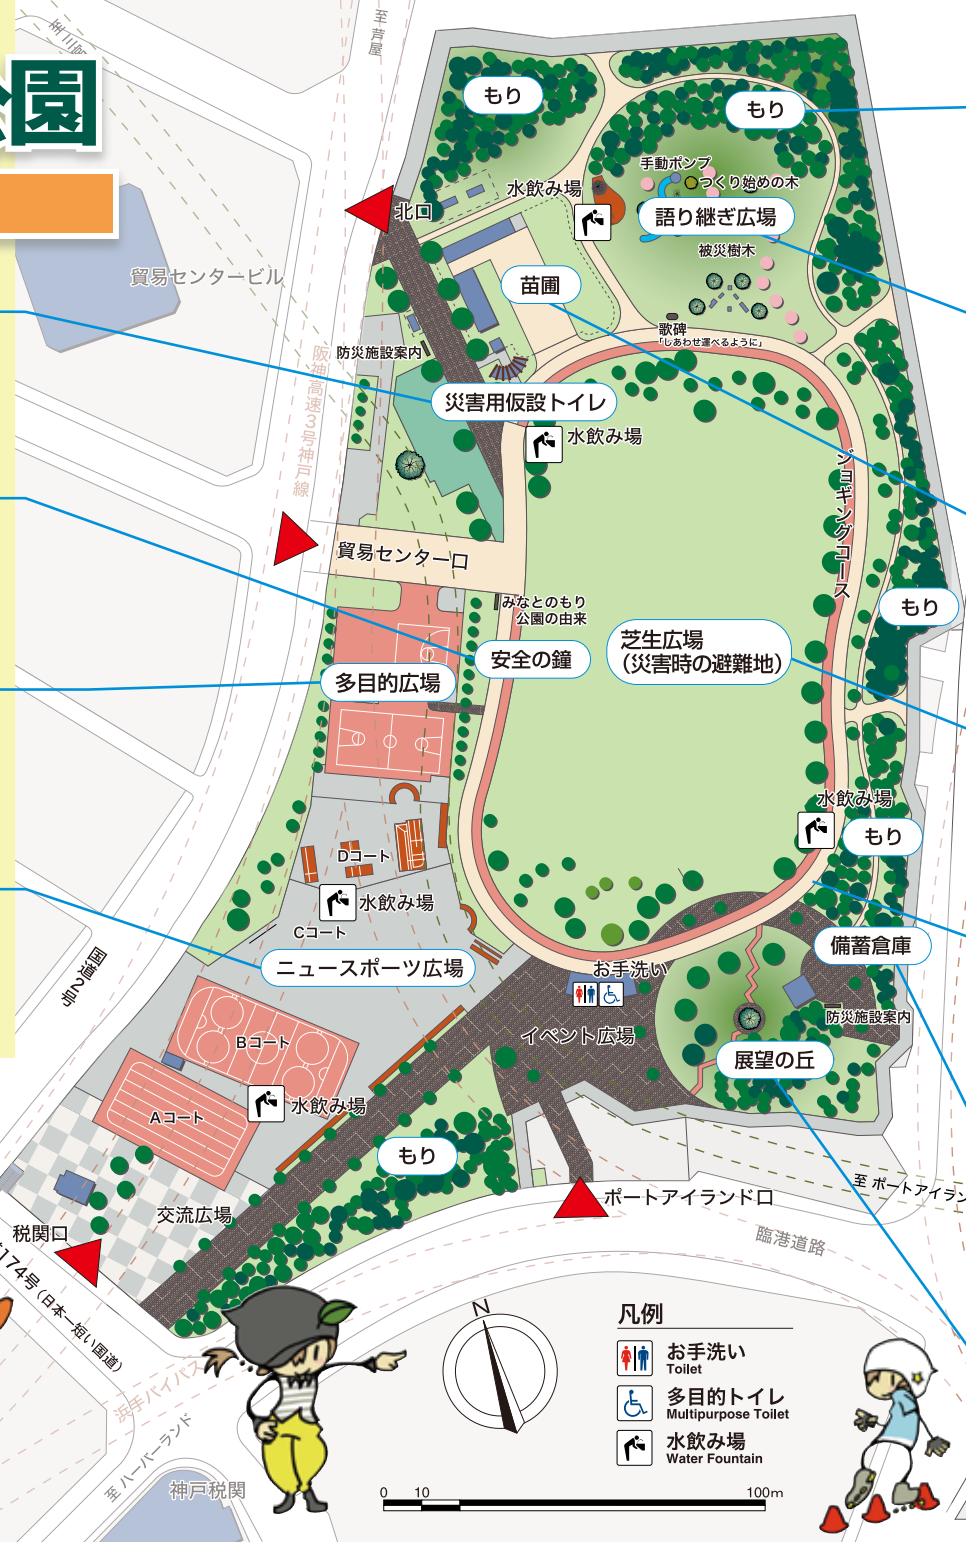 公園
至 三宮
至 芦屋
もり
もり
手動ポンプ
つくり始めの木
水飲み場
語り継ぎ広場
北口
被災樹木
貿易センタービル
苗圃
歌碑
「しあわせ運べるように」
防災施設案内
阪神高速3号神戸線
災害用仮設トイレ
水飲み場
ジョギングコース
貿易センター口
みなとのもり
公園の由来
もり
芝生広場
(災害時の避難地)
安全の鐘
多目的広場
水飲み場
もり
Dコート
水飲み場
Cコート
備蓄倉庫
国道2号
ニュースポーツ広場
お手洗い
防災施設案内
イベント広場
Bコート
展望の丘
水飲み場
Aコート
もり
至 ポートアイラン
交流広場
ポートアイランド口
税関口
臨港道路
174号(日本一短い国道)
浜手バイパス
至 ハーバーランド
神戸税関
N
凡例
お手洗い
Toilet
多目的トイレ
Multipurpose Toilet
水飲み場
Water Fountain
0 10 100m